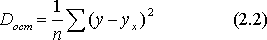 D_ост = 1/n ∑ (y − y_x)² (2.2)